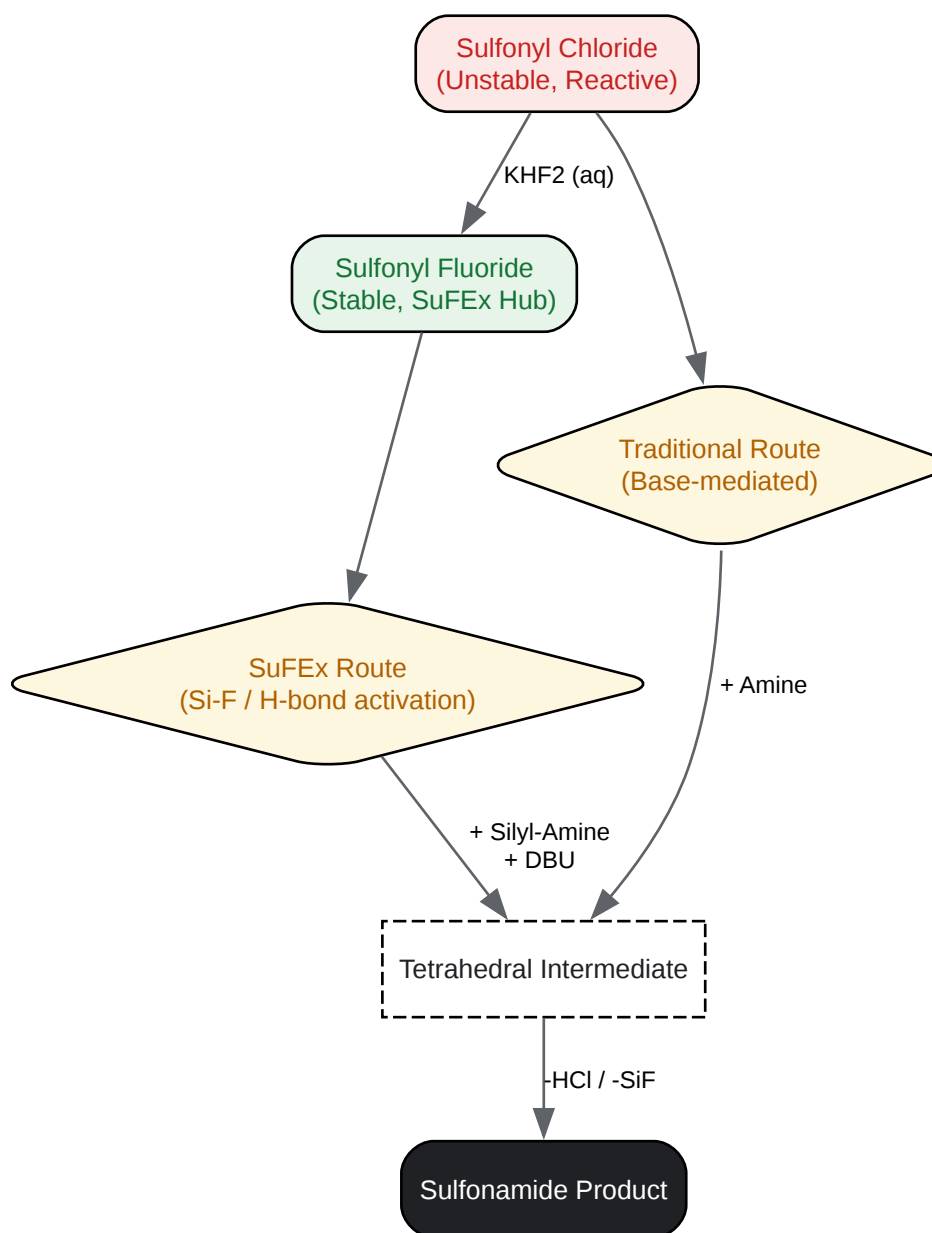 Sulfonyl Chloride
(Unstable, Reactive)
KHF2 (aq)
Sulfonyl Fluoride
(Stable, SuFEx Hub)
Traditional Route
(Base-mediated)
SuFEx Route
(Si-F / H-bond activation)
+ Amine
+ Silyl-Amine
+ DBU
Tetrahedral Intermediate
-HCl / -SiF
Sulfonamide Product